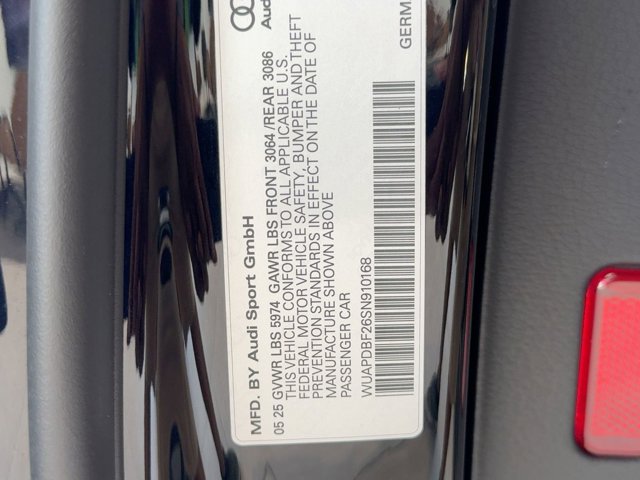 Audi
MFD. BY Audi Sport GmbH
05 25 GVWR LBS 5974 GAWR LBS FRONT 3064/REAR 3086
THIS VEHICLE CONFORMS TO ALL APPLICABLE U.S.
FEDERAL MOTOR VEHICLE SAFETY, BUMPER AND THEFT
PREVENTION STANDARDS IN EFFECT ON THE DATE OF
MANUFACTURE SHOWN ABOVE
PASSENGER CAR
WUAPDBF26SN910168